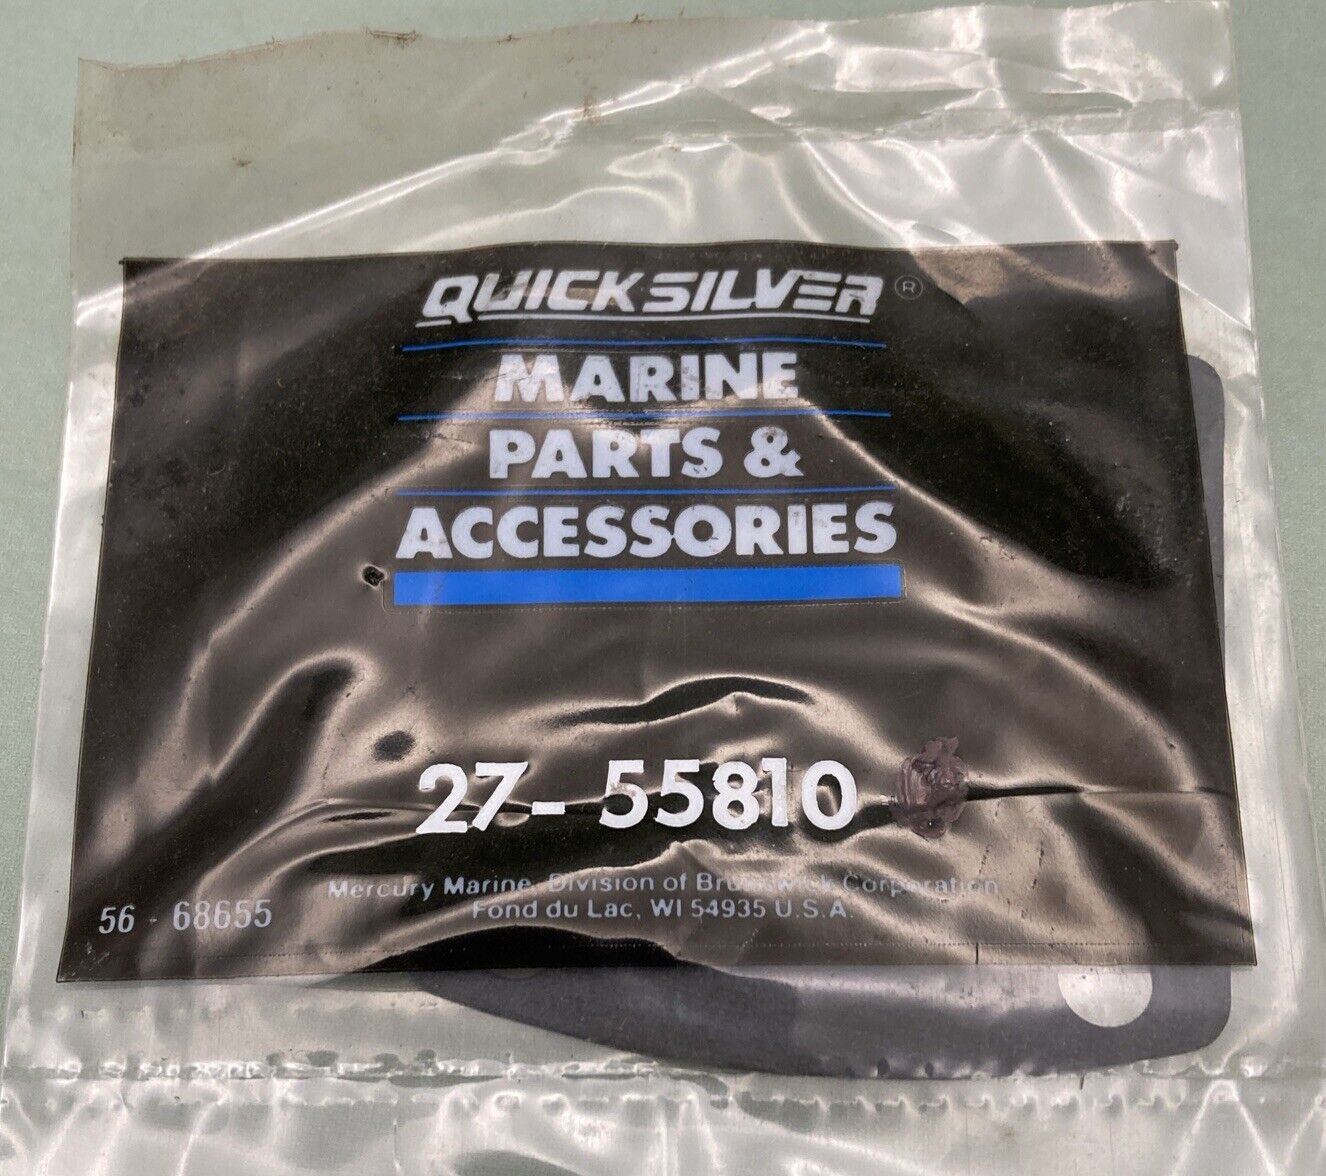 QUICKSILVER®
MARINE
PARTS &
ACCESSORIES
27-55810
Mercury Marine, Division of Brunswick Corporation
Fond du Lac, WI 54935 U.S.A.
56 - 68655